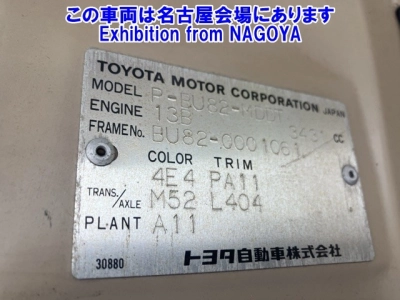 この車両は名古屋会場にあります
Exhibition from NAGOYA
TOYOTA MOTOR CORPORATION JAPAN
MODEL
ENGINE 13B 3431 CC
FRAME No. BU82-0001061
COLOR TRIM
4E4 PA11
TRANS./AXLE M52 L404
PLANT A11
30880 トヨタ自動車株式会社